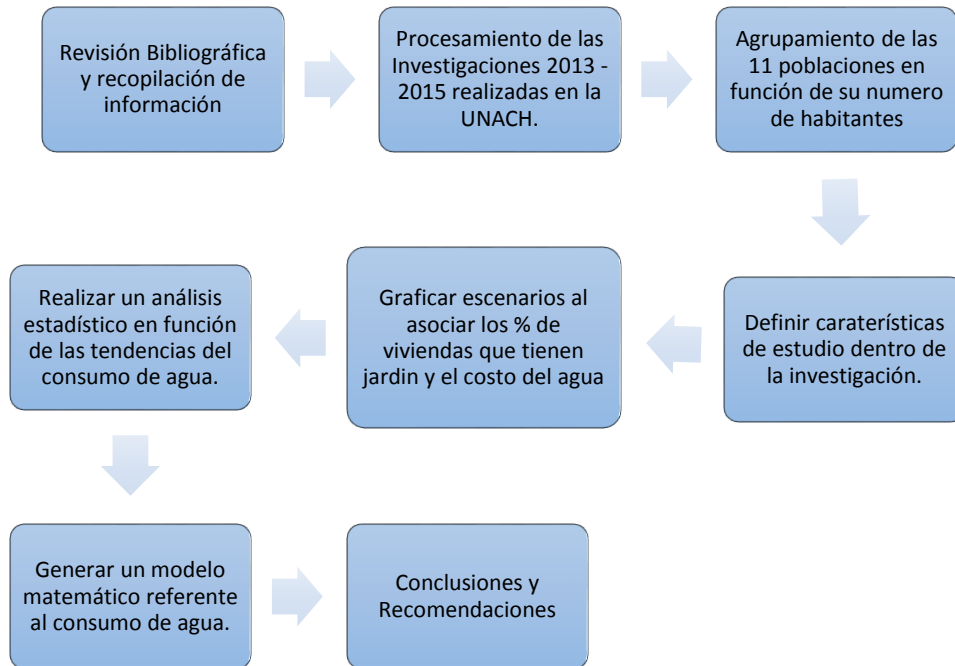 Revisión Bibliográfica
y recopilación de
información
Procesamiento de las
Investigaciones 2013 -
2015 realizadas en la
UNACH.
Agrupamiento de las
11 poblaciones en
función de su numero
de habitantes
Definir caraterísticas
de estudio dentro de
la investigación.
Graficar escenarios al
asociar los % de
viviendas que tienen
jardin y el costo del agua
Realizar un análisis
estadístico en función
de las tendencias del
consumo de agua.
Generar un modelo
matemático referente
al consumo de agua.
Conclusiones y
Recomendaciones